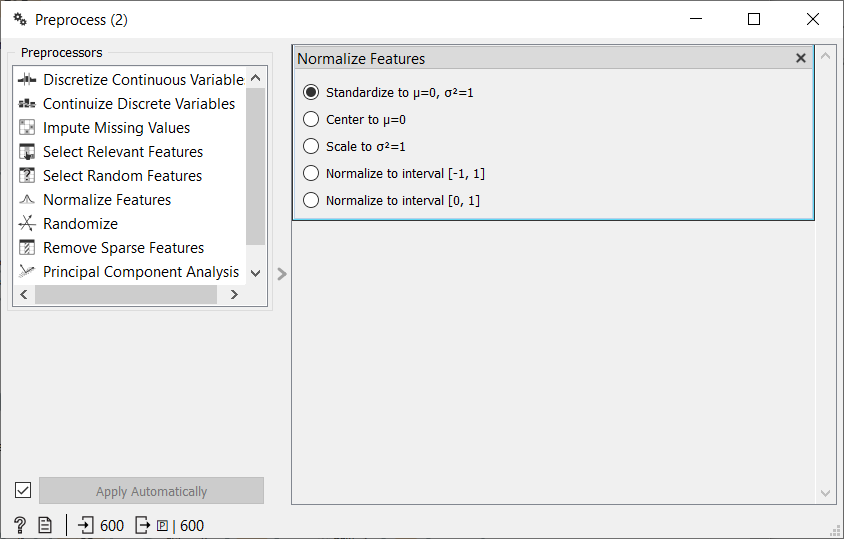 Preprocess (2)
Preprocessors
Discretize Continuous Variable
Continuize Discrete Variables
Impute Missing Values
Select Relevant Features
Select Random Features
Normalize Features
Randomize
Remove Sparse Features
Principal Component Analysis
Normalize Features
Standardize to μ=0, σ²=1
Center to μ=0
Scale to σ²=1
Normalize to interval [-1, 1]
Normalize to interval [0, 1]
Apply Automatically
? 600 P | 600